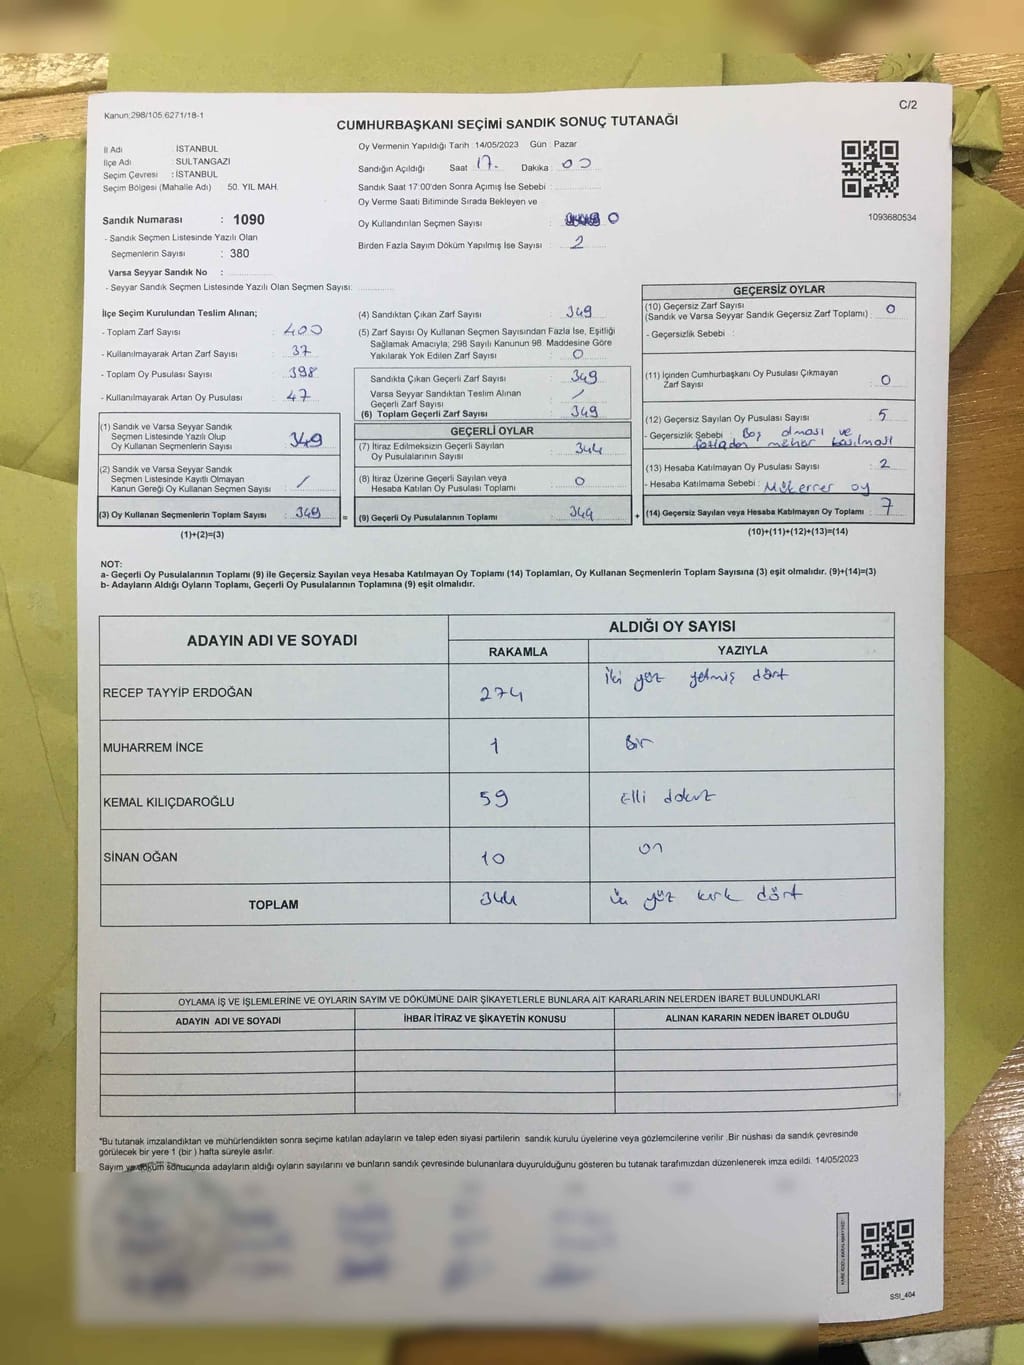 Kanun;298/105,6271/18-1
C/2
CUMHURBAŞKANI SEÇİMİ SANDIK SONUÇ TUTANAĞI
İl Adı : İSTANBUL
İlçe Adı : SULTANGAZI
Seçim Çevresi : İSTANBUL
Seçim Bölgesi (Mahalle Adı) 50. YIL MAH.
Sandık Numarası : 1090
- Sandık Seçmen Listesinde Yazılı Olan
Seçmenlerin Sayısı : 380
Varsa Seyyar Sandık No :
- Seyyar Sandık Seçmen Listesinde Yazılı Olan Seçmen Sayısı:
Oy Vermenin Yapıldığı Tarih : 14/05/2023 Gün : Pazar
Sandığın Açıldığı Saat 17. Dakika : 00
Sandık Saat 17:00'den Sonra Açımış İse Sebebi :
Oy Verme Saati Bitiminde Sırada Bekleyen ve
Oy Kullandırılan Seçmen Sayısı : 0
Birden Fazla Sayım Döküm Yapılmış İse Sayısı : 2
1093680534
İlçe Seçim Kurulundan Teslim Alınan;
- Toplam Zarf Sayısı : 400
- Kullanılmayarak Artan Zarf Sayısı : 37
- Toplam Oy Pusulası Sayısı : 398
- Kullanılmayarak Artan Oy Pusulası : 47
(1) Sandık ve Varsa Seyyar Sandık
Seçmen Listesinde Yazılı Olup
Oy Kullanan Seçmenlerin Sayısı : 349
(2) Sandık ve Varsa Seyyar Sandık
Seçmen Listesinde Kayıtlı Olmayan
Kanun Gereği Oy Kullanan Seçmen Sayısı : /
(3) Oy Kullanan Seçmenlerin Toplam Sayısı : 349
(1)+(2)=(3)
(4) Sandıktan Çıkan Zarf Sayısı : 349
(5) Zarf Sayısı Oy Kullanan Seçmen Sayısından Fazla İse, Eşitliği
Sağlamak Amacıyla; 298 Sayılı Kanunun 98. Maddesine Göre
Yakılarak Yok Edilen Zarf Sayısı : 0
Sandıkta Çıkan Geçerli Zarf Sayısı : 349
Varsa Seyyar Sandıktan Teslim Alınan
Geçerli Zarf Sayısı : /
(6) Toplam Geçerli Zarf Sayısı : 349
GEÇERLİ OYLAR
(7) İtiraz Edilmeksizin Geçerli Sayılan
Oy Pusulalarının Sayısı : 344
(8) İtiraz Üzerine Geçerli Sayılan veya
Hesaba Katılan Oy Pusulası Toplamı : 0
= (9) Geçerli Oy Pusulalarının Toplamı : 344
GEÇERSİZ OYLAR
(10) Geçersiz Zarf Sayısı
(Sandık ve Varsa Seyyar Sandık Geçersiz Zarf Toplamı) : 0
- Geçersizlik Sebebi :
(11) İçinden Cumhurbaşkanı Oy Pusulası Çıkmayan
Zarf Sayısı : 0
(12) Geçersiz Sayılan Oy Pusulası Sayısı : 5
- Geçersizlik Sebebi : Boş olması ve
fazladan mühür basılması
(13) Hesaba Katılmayan Oy Pusulası Sayısı : 2
- Hesaba Katılmama Sebebi : Mükerrer oy
+ (14) Geçersiz Sayılan veya Hesaba Katılmayan Oy Toplamı : 7
(10)+(11)+(12)+(13)=(14)
NOT:
a- Geçerli Oy Pusulalarının Toplamı (9) ile Geçersiz Sayılan veya Hesaba Katılmayan Oy Toplamı (14) Toplamları, Oy Kullanan Seçmenlerin Toplam Sayısına (3) eşit olmalıdır. (9)+(14)=(3)
b- Adayların Aldığı Oyların Toplamı, Geçerli Oy Pusulalarının Toplamına (9) eşit olmalıdır.
ADAYIN ADI VE SOYADI ALDIĞI OY SAYISI
RAKAMLA YAZIYLA
RECEP TAYYİP ERDOĞAN 274 İki yüz yetmiş dört
MUHARREM İNCE 1 Bir
KEMAL KILIÇDAROĞLU 59 Elli dokuz
SİNAN OĞAN 10 on
TOPLAM 344 Üç yüz kırk dört
OYLAMA İŞ VE İŞLEMLERİNE VE OYLARIN SAYIM VE DÖKÜMÜNE DAİR ŞİKAYETLERLE BUNLARA AİT KARARLARIN NELERDEN İBARET BULUNDUKLARI
ADAYIN ADI VE SOYADI İHBAR İTİRAZ VE ŞİKAYETİN KONUSU ALINAN KARARIN NEDEN İBARET OLDUĞU
*Bu tutanak imzalandıktan ve mühürlendikten sonra seçime katılan adayların ve talep eden siyasi partilerin sandık kurulu üyelerine veya gözlemcilerine verilir .Bir nüshası da sandık çevresinde
görülecek bir yere 1 (bir ) hafta süreyle asılır.
Sayım ve döküm sonucunda adayların aldığı oyların sayılarını ve bunların sandık çevresinde bulunanlara duyurulduğunu gösteren bu tutanak tarafımızdan düzenlenerek imza edildi. 14/05/2023
SSI_404